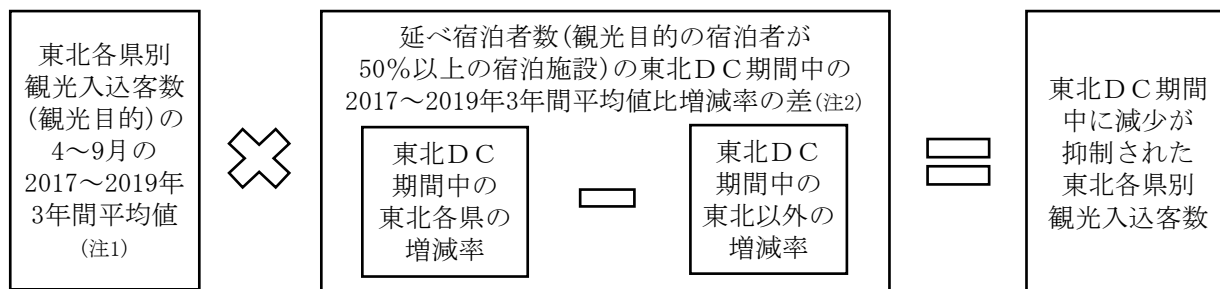 東北各県別
観光入込客数
(観光目的)の
4～9月の
2017～2019年
3年間平均値
(注1)
延べ宿泊者数(観光目的の宿泊者が
50％以上の宿泊施設)の東北ＤＣ期間中の
2017～2019年3年間平均値比増減率の差(注2)
東北ＤＣ
期間中の
東北各県の
増減率
東北ＤＣ
期間中の
東北以外の
増減率
東北ＤＣ期間
中に減少が
抑制された
東北各県別
観光入込客数